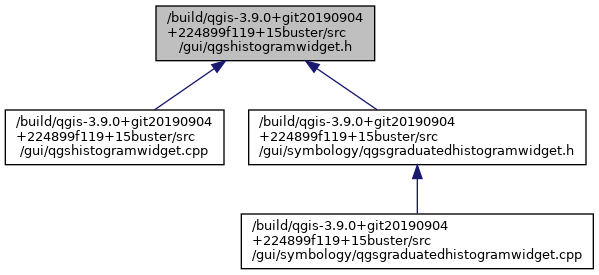 /build/qgis-3.9.0+git20190904
+224899f119+15buster/src
/gui/qgshistogramwidget.h
/build/qgis-3.9.0+git20190904
+224899f119+15buster/src
/gui/qgshistogramwidget.cpp
/build/qgis-3.9.0+git20190904
+224899f119+15buster/src
/gui/symbology/qgsgraduatedhistogramwidget.h
/build/qgis-3.9.0+git20190904
+224899f119+15buster/src
/gui/symbology/qgsgraduatedhistogramwidget.cpp